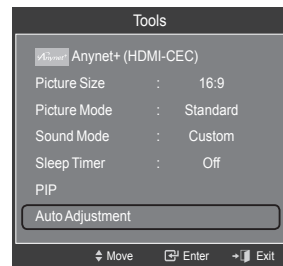 Tools
Anynet+ Anynet+ (HDMI-CEC)
Picture Size : 16:9
Picture Mode : Standard
Sound Mode : Custom
Sleep Timer : Off
PIP
Auto Adjustment
Move Enter Exit